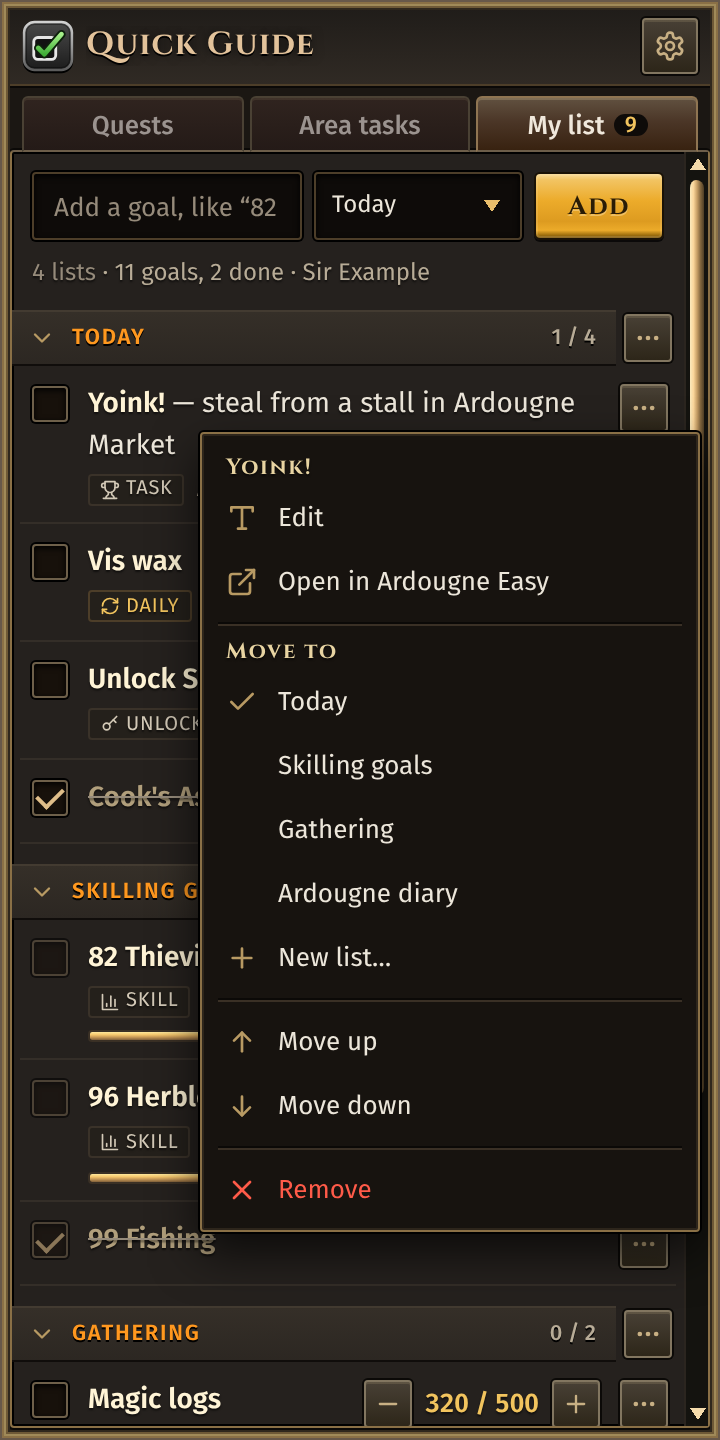 Quick Guide
Quests
Area tasks
My list 9
Add a goal, like “82
Today
Add
4 lists · 11 goals, 2 done · Sir Example
TODAY
1 / 4
Yoink! — steal from a stall in Ardougne
Market
TASK
Vis wax
DAILY
Unlock
Cook's
SKILLING
82
SKILL
96
SKILL
99 Fishing
Yoink!
Edit
Open in Ardougne Easy
Move to
Today
Skilling goals
Gathering
Ardougne diary
New list...
Move up
Move down
Remove
GATHERING
0 / 2
Magic logs
320 / 500